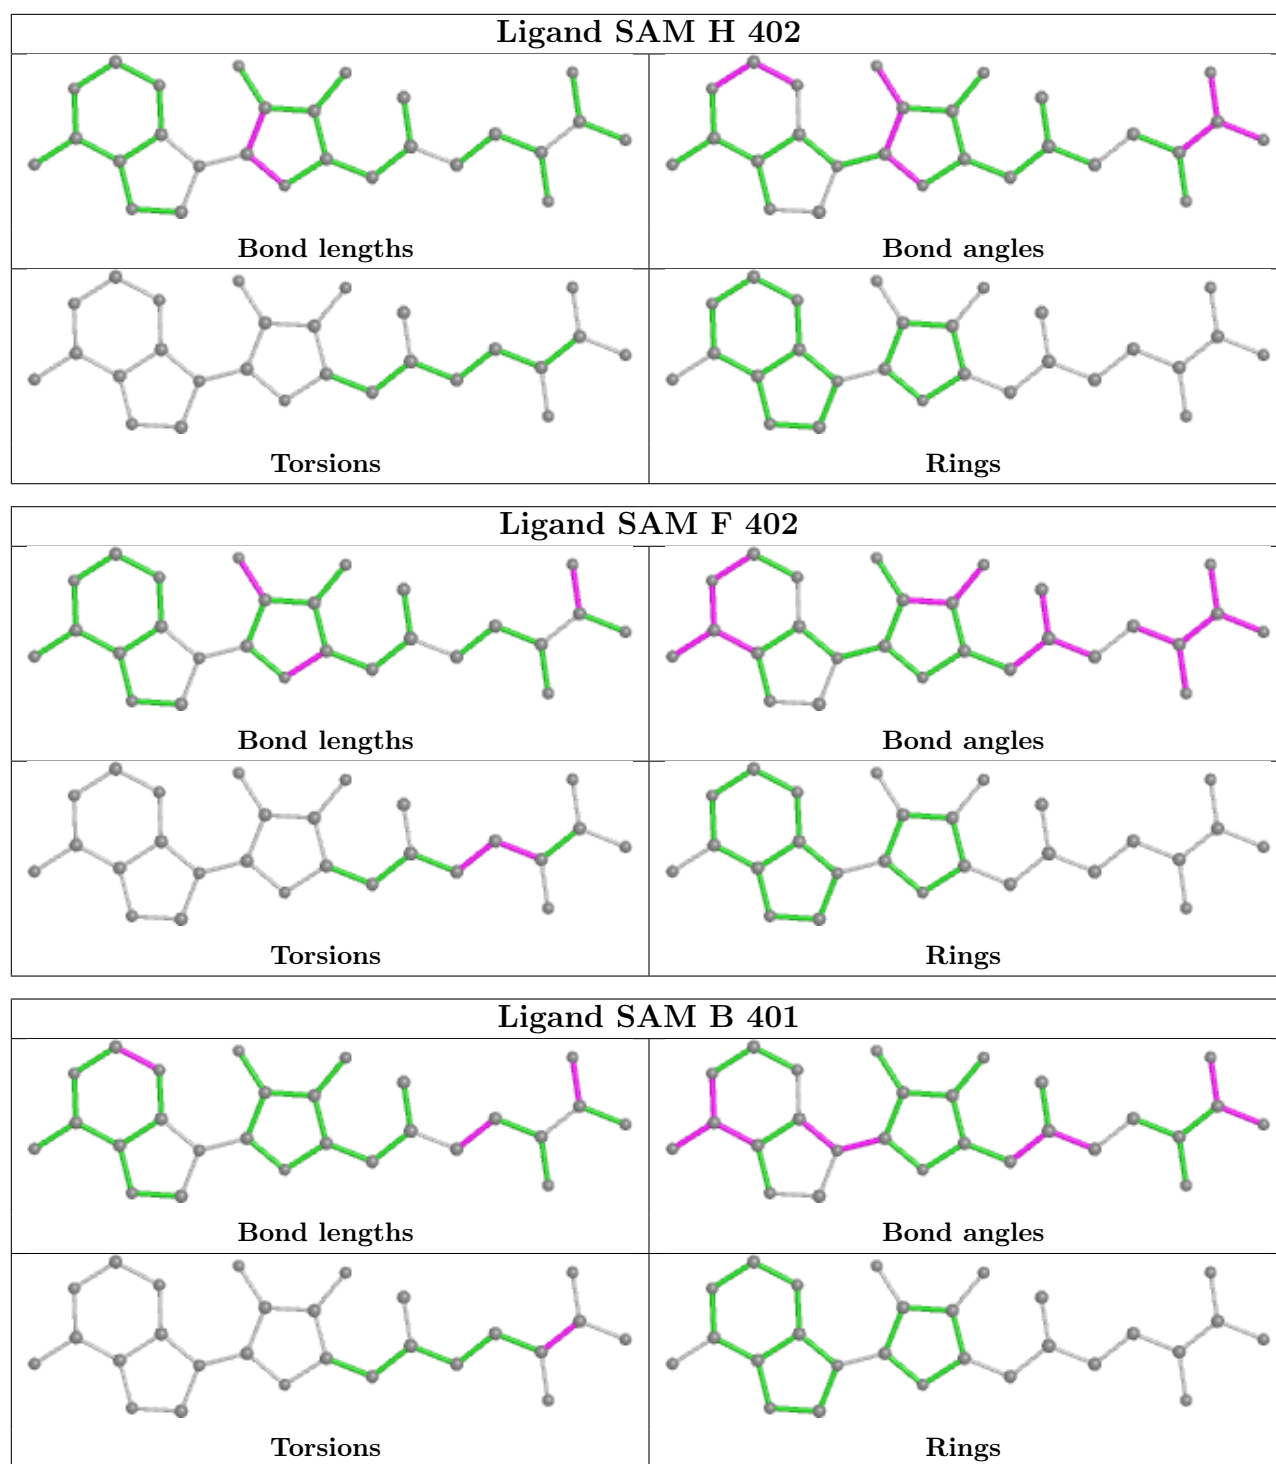 Ligand SAM H 402
Bond lengths
Bond angles
Torsions
Rings
Ligand SAM F 402
Bond lengths
Bond angles
Torsions
Rings
Ligand SAM B 401
Bond lengths
Bond angles
Torsions
Rings